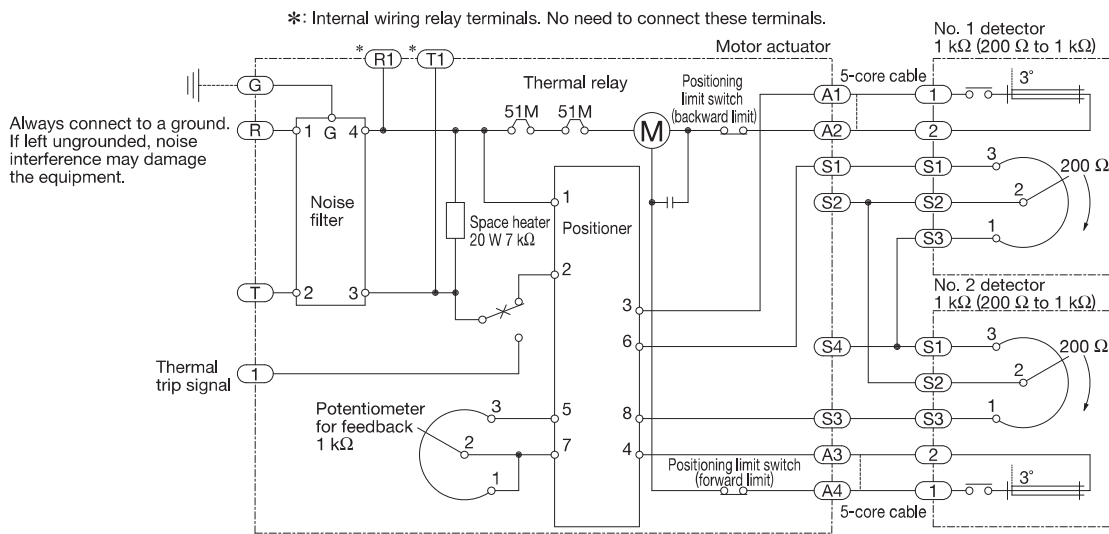 *: Internal wiring relay terminals. No need to connect these terminals.
No. 1 detector
1 kΩ (200 Ω to 1 kΩ)
* R1 * T1
Motor actuator
G
Thermal relay
Positioning
limit switch
(backward limit)
5-core cable
3°
A1
1
51M 51M
Always connect to a ground.
If left ungrounded, noise
interference may damage
the equipment.
R
1 G 4
M
A2
2
Noise
filter
S1
S1
3
200 Ω
1
Positioner
Space heater
20 W 7 kΩ
S2
S2
2
S3
1
2
T
2 3
No. 2 detector
1 kΩ (200 Ω to 1 kΩ)
3
6
S4
S1
3
200 Ω
Thermal
trip signal
1
S2
2
Potentiometer
for feedback
1 kΩ
3
2
1
5
7
8
4
S3
S3
1
A3
2
Positioning limit switch
(forward limit)
3°
A4
1
5-core cable